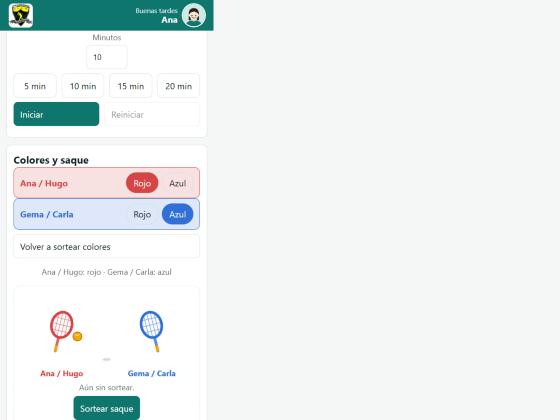 Buenas tardes
Ana
Minutos
10
5 min
10 min
15 min
20 min
Iniciar
Reiniciar
Colores y saque
Ana / Hugo
Rojo
Azul
Gema / Carla
Rojo
Azul
Volver a sortear colores
Ana / Hugo: rojo · Gema / Carla: azul
Ana / Hugo
Gema / Carla
Aún sin sortear.
Sortear saque